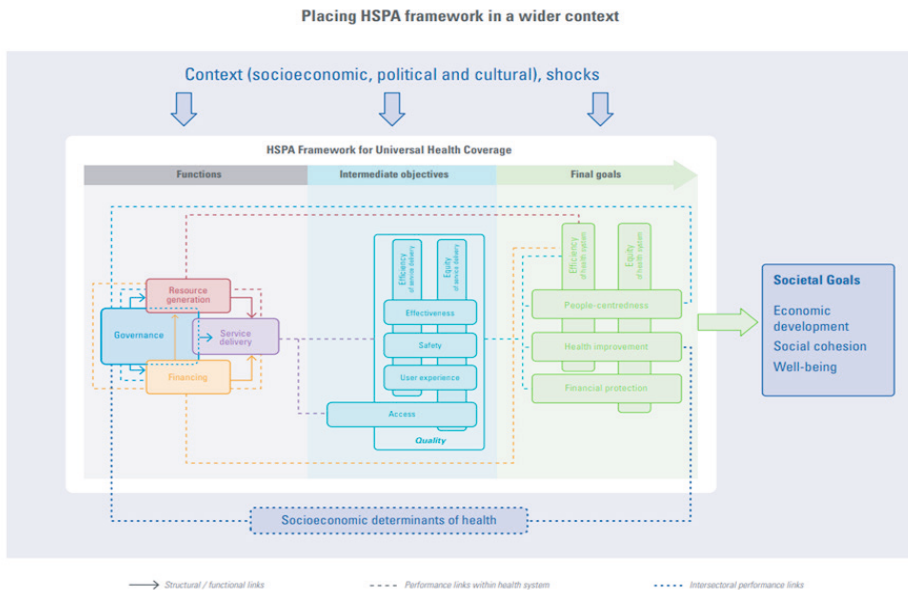 Placing HSPA framework in a wider context
Context (socioeconomic, political and cultural), shocks
HSPA Framework for Universal Health Coverage
Functions
Intermediate objectives
Final goals
Resource
generation
Governance
Service
delivery
Financing
Efficiency
of service delivery
Equity
of service delivery
Effectiveness
Safety
User experience
Access
Quality
Efficiency
of health system
Equity
of health system
People-centredness
Health improvement
Financial protection
Societal Goals
Economic
development
Social cohesion
Well-being
Socioeconomic determinants of health
Structural / functional links
Performance links within health system
Intersectoral performance links